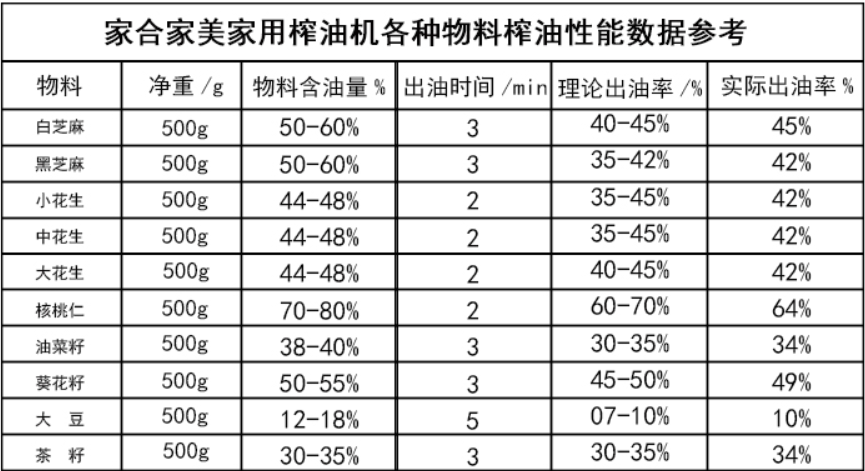 家合家美家用榨油机各种物料榨油性能数据参考
物料 净重/g 物料含油量% 出油时间/min 理论出油率/% 实际出油率%
白芝麻 500g 50-60% 3 40-45% 45%
黑芝麻 500g 50-60% 3 35-42% 42%
小花生 500g 44-48% 2 35-45% 42%
中花生 500g 44-48% 2 35-45% 42%
大花生 500g 44-48% 2 40-45% 42%
核桃仁 500g 70-80% 2 60-70% 64%
油菜籽 500g 38-40% 3 30-35% 34%
葵花籽 500g 50-55% 3 45-50% 49%
大豆 500g 12-18% 5 07-10% 10%
茶籽 500g 30-35% 3 30-35% 34%